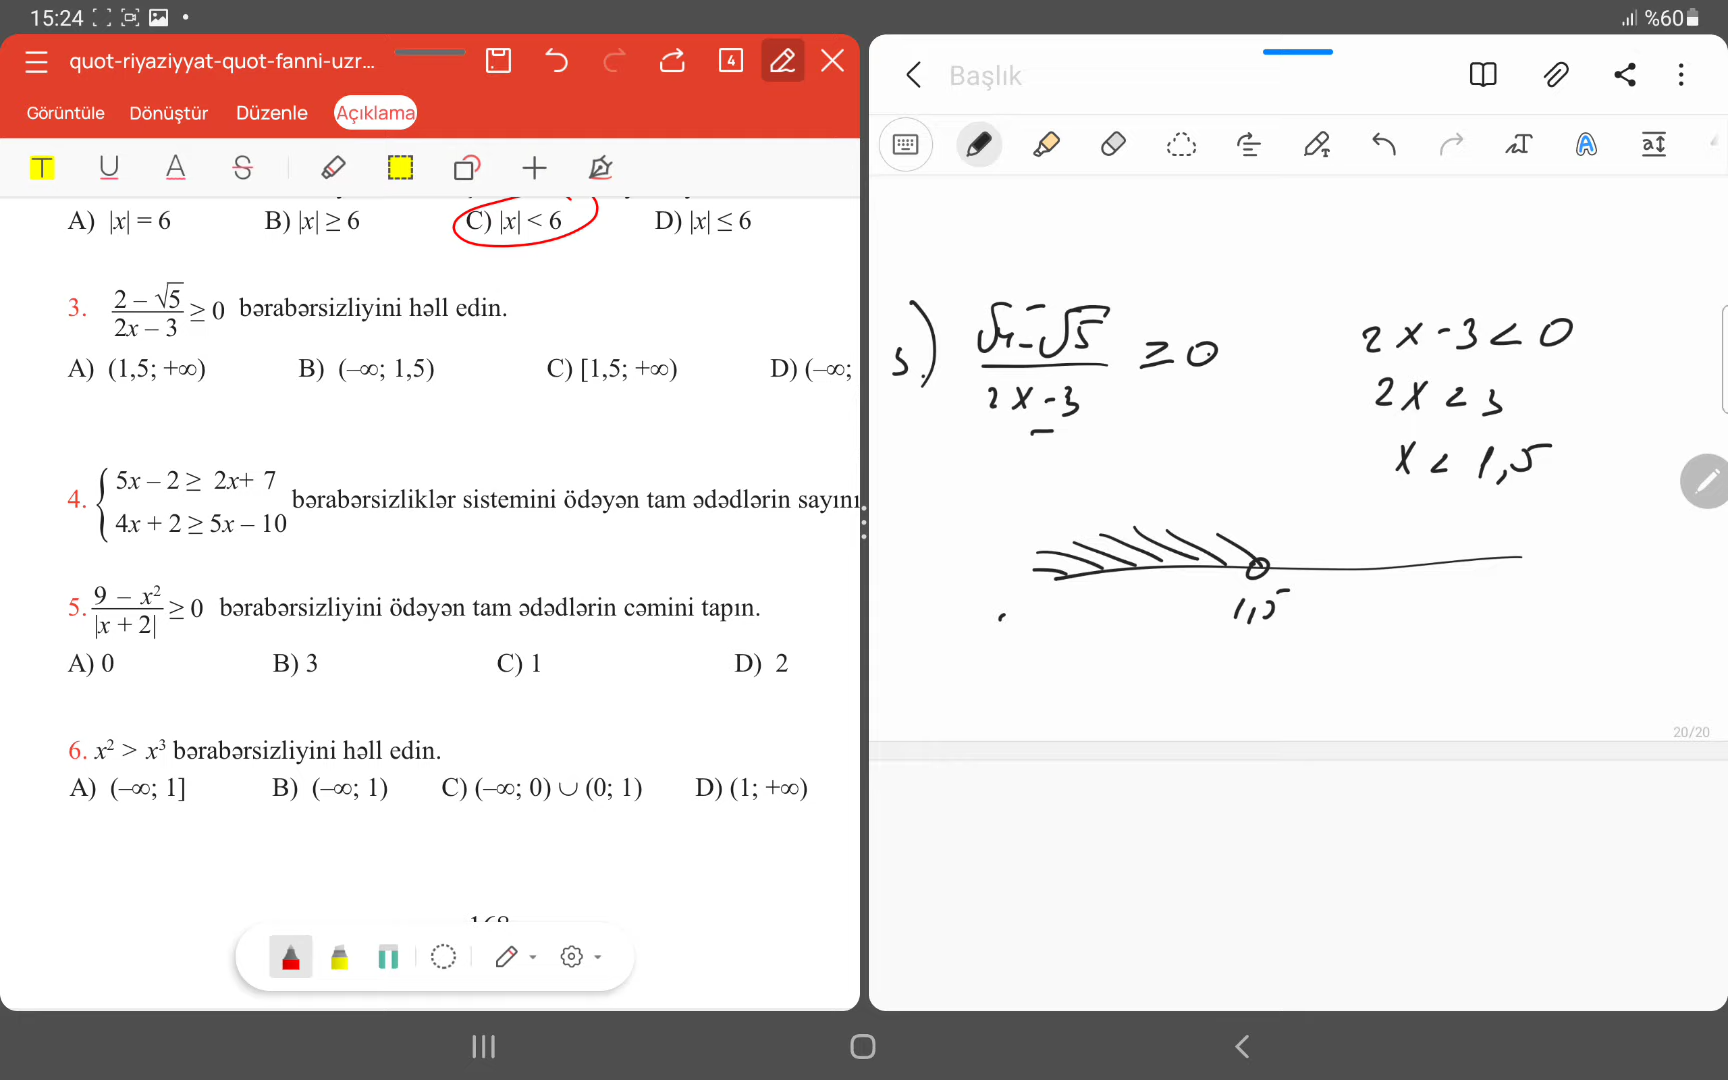 15:24
%60
quot-riyaziyyat-quot-fanni-uzr...
4
Görüntüle Dönüştür Düzenle Açıklama
A) |x| = 6 B) |x| ≥ 6 C) |x| < 6 D) |x| ≤ 6
3. (2 – √5)/(2x – 3) ≥ 0 bərabərsizliyini həll edin.
A) (1,5; +∞) B) (–∞; 1,5) C) [1,5; +∞) D) (–∞;
4. { 5x – 2 ≥ 2x + 7
4x + 2 ≥ 5x – 10 bərabərsizliklər sistemini ödəyən tam ədədlərin sayını
5. (9 – x²)/|x + 2| ≥ 0 bərabərsizliyini ödəyən tam ədədlərin cəmini tapın.
A) 0 B) 3 C) 1 D) 2
6. x² > x³ bərabərsizliyini həll edin.
A) (–∞; 1] B) (–∞; 1) C) (–∞; 0) ∪ (0; 1) D) (1; +∞)
Başlık
3.) (√4 – √5)/(2x - 3) ≥ 0
2x - 3 < 0
2x < 3
x < 1,5
1,5
20/20